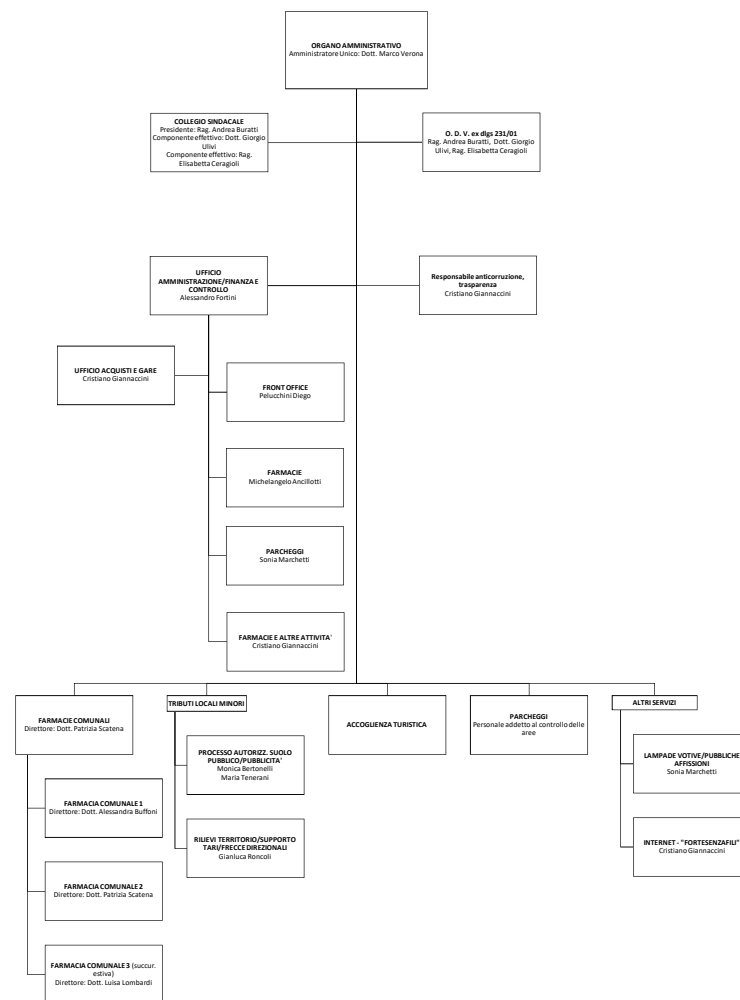 ORGANO AMMINISTRATIVO
Amministratore Unico: Dott. Marco Verona
COLLEGIO SINDACALE
Presidente: Rag. Andrea Buratti
Componente effettivo: Dott. Giorgio
Ulivi
Componente effettivo: Rag.
Elisabetta Ceragioli
O. D. V. ex dlgs 231/01
Rag. Andrea Buratti, Dott. Giorgio
Ulivi, Rag. Elisabetta Ceragioli
UFFICIO
AMMINISTRAZIONE/FINANZA E
CONTROLLO
Alessandro Fortini
Responsabile anticorruzione,
trasparenza
Cristiano Giannaccini
UFFICIO ACQUISTI E GARE
Cristiano Giannaccini
FRONT OFFICE
Pelucchini Diego
FARMACIE
Michelangelo Ancillotti
PARCHEGGI
Sonia Marchetti
FARMACIE E ALTRE ATTIVITA'
Cristiano Giannaccini
FARMACIE COMUNALI
Direttore: Dott. Patrizia Scatena
TRIBUTI LOCALI MINORI
ACCOGLIENZA TURISTICA
PARCHEGGI
Personale addetto al controllo delle
aree
ALTRI SERVIZI
PROCESSO AUTORIZZ. SUOLO
PUBBLICO/PUBBLICITA'
Monica Bertonelli
Maria Tenerani
LAMPADE VOTIVE/PUBBLICHE
AFFISSIONI
Sonia Marchetti
FARMACIA COMUNALE 1
Direttore: Dott. Alessandra Buffoni
RILIEVI TERRITORIO/SUPPORTO
TARI/FRECCE DIREZIONALI
Gianluca Roncoli
INTERNET - "FORTESENZAFILI"
Cristiano Giannaccini
FARMACIA COMUNALE 2
Direttore: Dott. Patrizia Scatena
FARMACIA COMUNALE 3 (succur.
estiva)
Direttore: Dott. Luisa Lombardi